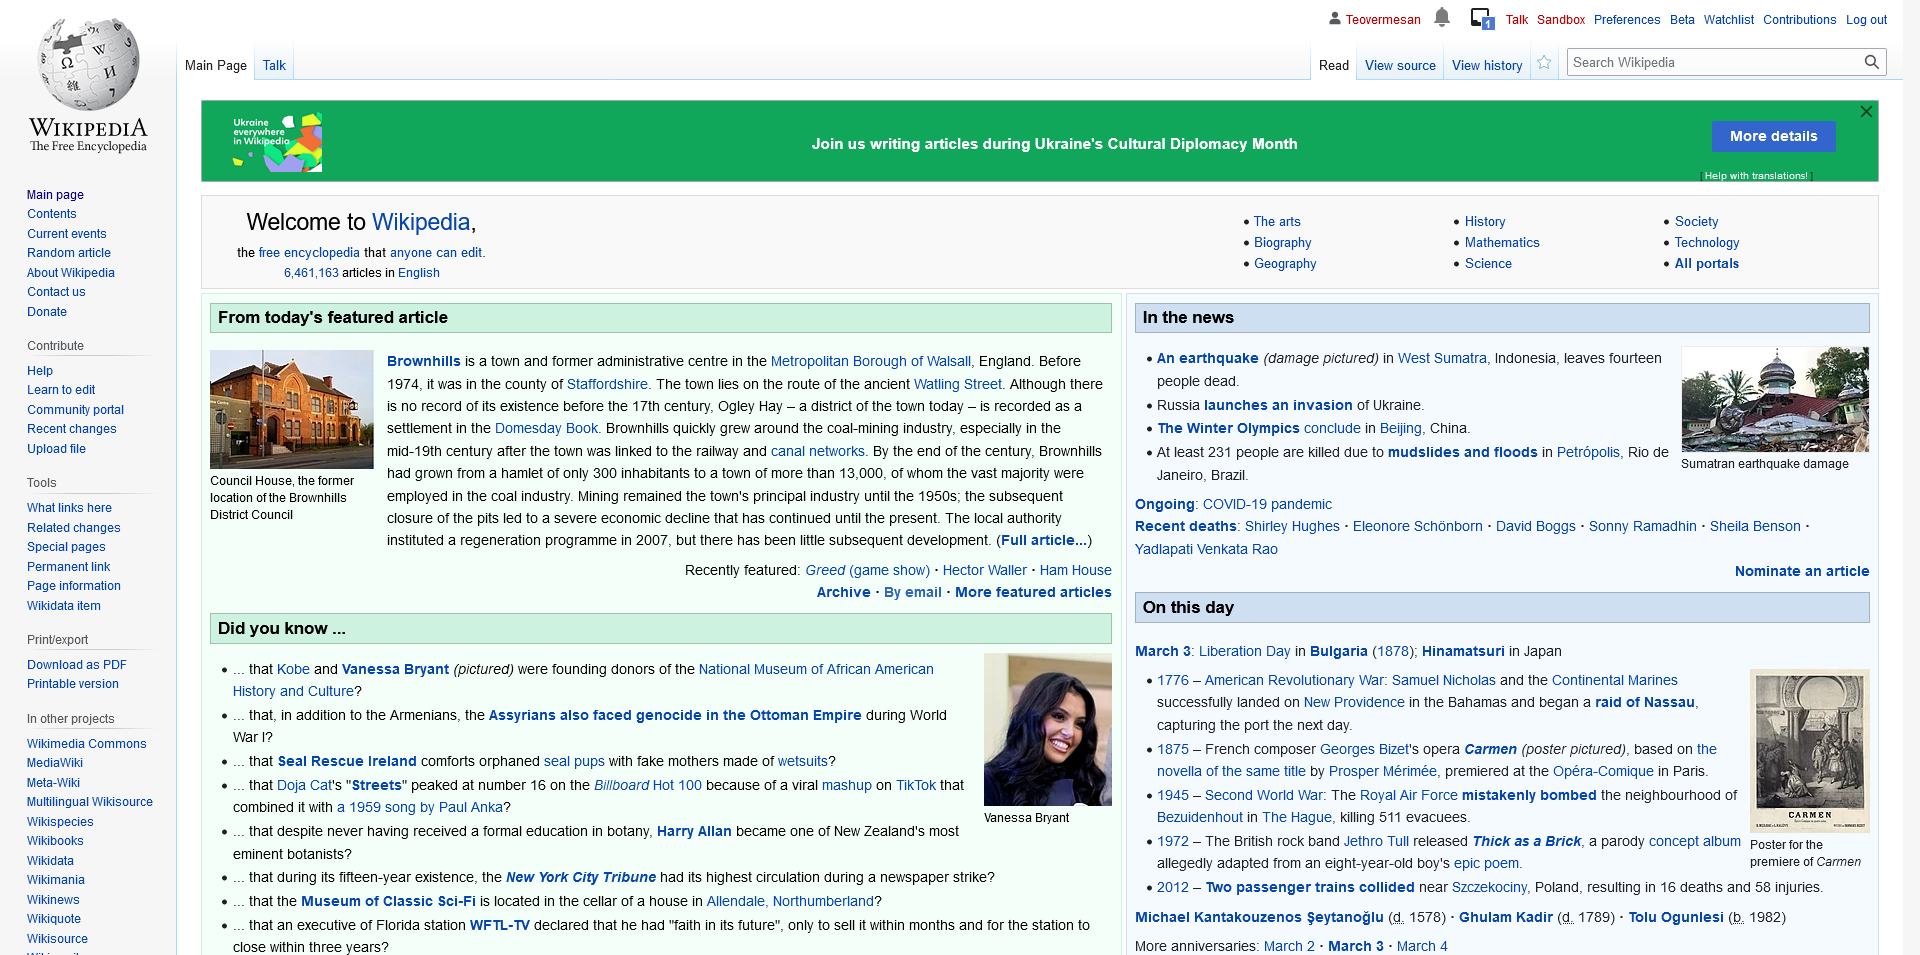 Teovermesan
1
Talk
Sandbox
Preferences
Beta
Watchlist
Contributions
Log out
Main Page
Talk
Read
View source
View history
Search Wikipedia
WIKIPEDIA
The Free Encyclopedia
Main page
Contents
Current events
Random article
About Wikipedia
Contact us
Donate
Contribute
Help
Learn to edit
Community portal
Recent changes
Upload file
Tools
What links here
Related changes
Special pages
Permanent link
Page information
Wikidata item
Print/export
Download as PDF
Printable version
In other projects
Wikimedia Commons
MediaWiki
Meta-Wiki
Multilingual Wikisource
Wikispecies
Wikibooks
Wikidata
Wikimania
Wikinews
Wikiquote
Wikisource
Ukraine
everywhere
in Wikipedia
Join us writing articles during Ukraine's Cultural Diplomacy Month
More details
[ Help with translations! ]
Welcome to Wikipedia,
the free encyclopedia that anyone can edit.
6,461,163 articles in English
• The arts
• Biography
• Geography
• History
• Mathematics
• Science
• Society
• Technology
• All portals
From today's featured article
Council House, the former
location of the Brownhills
District Council
Brownhills is a town and former administrative centre in the Metropolitan Borough of Walsall, England. Before
1974, it was in the county of Staffordshire. The town lies on the route of the ancient Watling Street. Although there
is no record of its existence before the 17th century, Ogley Hay – a district of the town today – is recorded as a
settlement in the Domesday Book. Brownhills quickly grew around the coal-mining industry, especially in the
mid-19th century after the town was linked to the railway and canal networks. By the end of the century, Brownhills
had grown from a hamlet of only 300 inhabitants to a town of more than 13,000, of whom the vast majority were
employed in the coal industry. Mining remained the town's principal industry until the 1950s; the subsequent
closure of the pits led to a severe economic decline that has continued until the present. The local authority
instituted a regeneration programme in 2007, but there has been little subsequent development. (Full article...)
Recently featured: Greed (game show) · Hector Waller · Ham House
Archive · By email · More featured articles
Did you know ...
• ... that Kobe and Vanessa Bryant (pictured) were founding donors of the National Museum of African American
History and Culture?
• ... that, in addition to the Armenians, the Assyrians also faced genocide in the Ottoman Empire during World
War I?
• ... that Seal Rescue Ireland comforts orphaned seal pups with fake mothers made of wetsuits?
• ... that Doja Cat's "Streets" peaked at number 16 on the Billboard Hot 100 because of a viral mashup on TikTok that
combined it with a 1959 song by Paul Anka?
• ... that despite never having received a formal education in botany, Harry Allan became one of New Zealand's most
eminent botanists?
• ... that during its fifteen-year existence, the New York City Tribune had its highest circulation during a newspaper strike?
• ... that the Museum of Classic Sci-Fi is located in the cellar of a house in Allendale, Northumberland?
• ... that an executive of Florida station WFTL-TV declared that he had "faith in its future", only to sell it within months and for the station to
close within three years?
Vanessa Bryant
In the news
• An earthquake (damage pictured) in West Sumatra, Indonesia, leaves fourteen
people dead.
• Russia launches an invasion of Ukraine.
• The Winter Olympics conclude in Beijing, China.
• At least 231 people are killed due to mudslides and floods in Petrópolis, Rio de
Janeiro, Brazil.
Sumatran earthquake damage
Ongoing: COVID-19 pandemic
Recent deaths: Shirley Hughes · Eleonore Schönborn · David Boggs · Sonny Ramadhin · Sheila Benson ·
Yadlapati Venkata Rao
Nominate an article
On this day
March 3: Liberation Day in Bulgaria (1878); Hinamatsuri in Japan
• 1776 – American Revolutionary War: Samuel Nicholas and the Continental Marines
successfully landed on New Providence in the Bahamas and began a raid of Nassau,
capturing the port the next day.
• 1875 – French composer Georges Bizet's opera Carmen (poster pictured), based on the
novella of the same title by Prosper Mérimée, premiered at the Opéra-Comique in Paris.
• 1945 – Second World War: The Royal Air Force mistakenly bombed the neighbourhood of
Bezuidenhout in The Hague, killing 511 evacuees.
• 1972 – The British rock band Jethro Tull released Thick as a Brick, a parody concept album
allegedly adapted from an eight-year-old boy's epic poem.
• 2012 – Two passenger trains collided near Szczekociny, Poland, resulting in 16 deaths and 58 injuries.
CARMEN
Poster for the
premiere of Carmen
Michael Kantakouzenos Şeytanoğlu (d. 1578) · Ghulam Kadir (d. 1789) · Tolu Ogunlesi (b. 1982)
More anniversaries: March 2 · March 3 · March 4